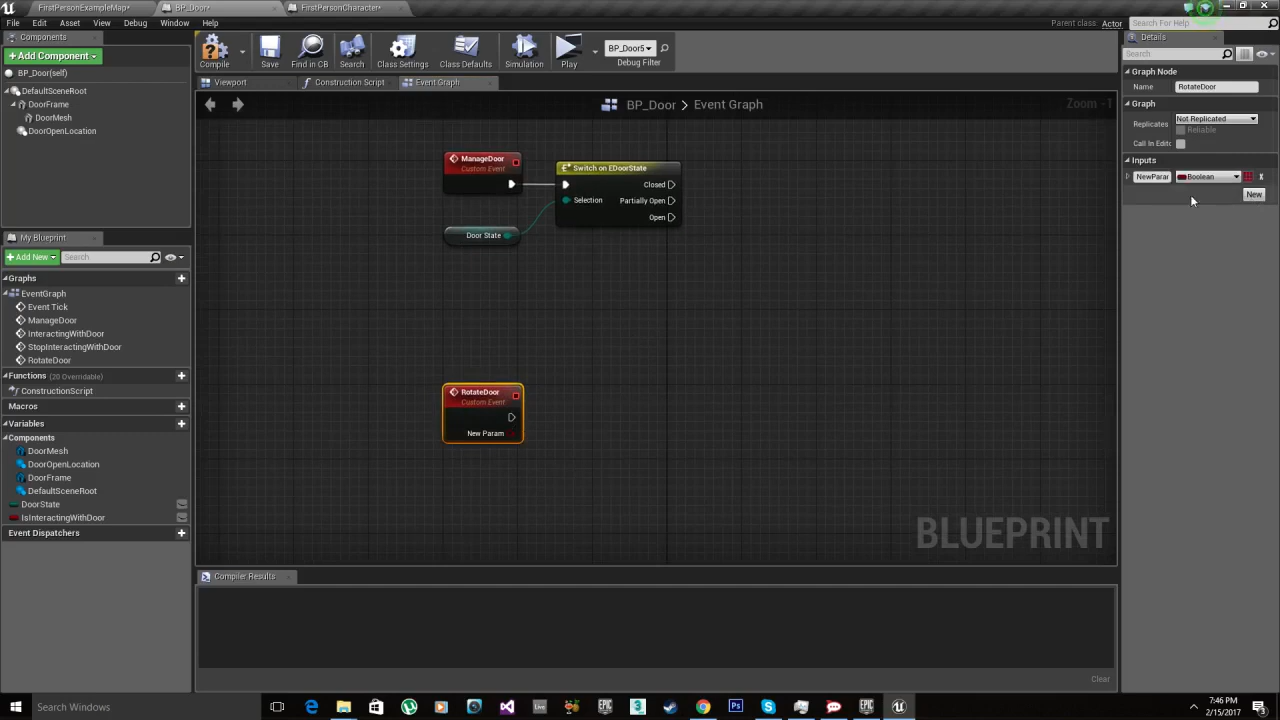 FirstPersonExampleMap*
BP_Door*
FirstPersonCharacter*
File
Edit
Asset
View
Debug
Window
Help
Parent class: Actor
Search For Help
Components
Add Component
BP_Door(self)
DefaultSceneRoot
DoorFrame
DoorMesh
DoorOpenLocation
Compile
Save
Find in CB
Search
Class Settings
Class Defaults
Simulation
Play
BP_Door5
Debug Filter
Viewport
Construction Script
Event Graph
BP_Door > Event Graph
Zoom -1
ManageDoor
Custom Event
Door State
Switch on EDoorState
Selection
Closed
Partially Open
Open
RotateDoor
Custom Event
New Param
BLUEPRINT
My Blueprint
Add New
Search
Graphs
EventGraph
Event Tick
ManageDoor
InteractingWithDoor
StopInteractingWithDoor
RotateDoor
Functions (20 Overridable)
ConstructionScript
Macros
Variables
Components
DoorMesh
DoorOpenLocation
DoorFrame
DefaultSceneRoot
DoorState
IsInteractingWithDoor
Event Dispatchers
Compiler Results
Clear
Details
Search
Graph Node
Name
RotateDoor
Graph
Replicates
Not Replicated
Reliable
Call In Edito
Inputs
NewParar
Boolean
New
Search Windows
7:46 PM
2/15/2017